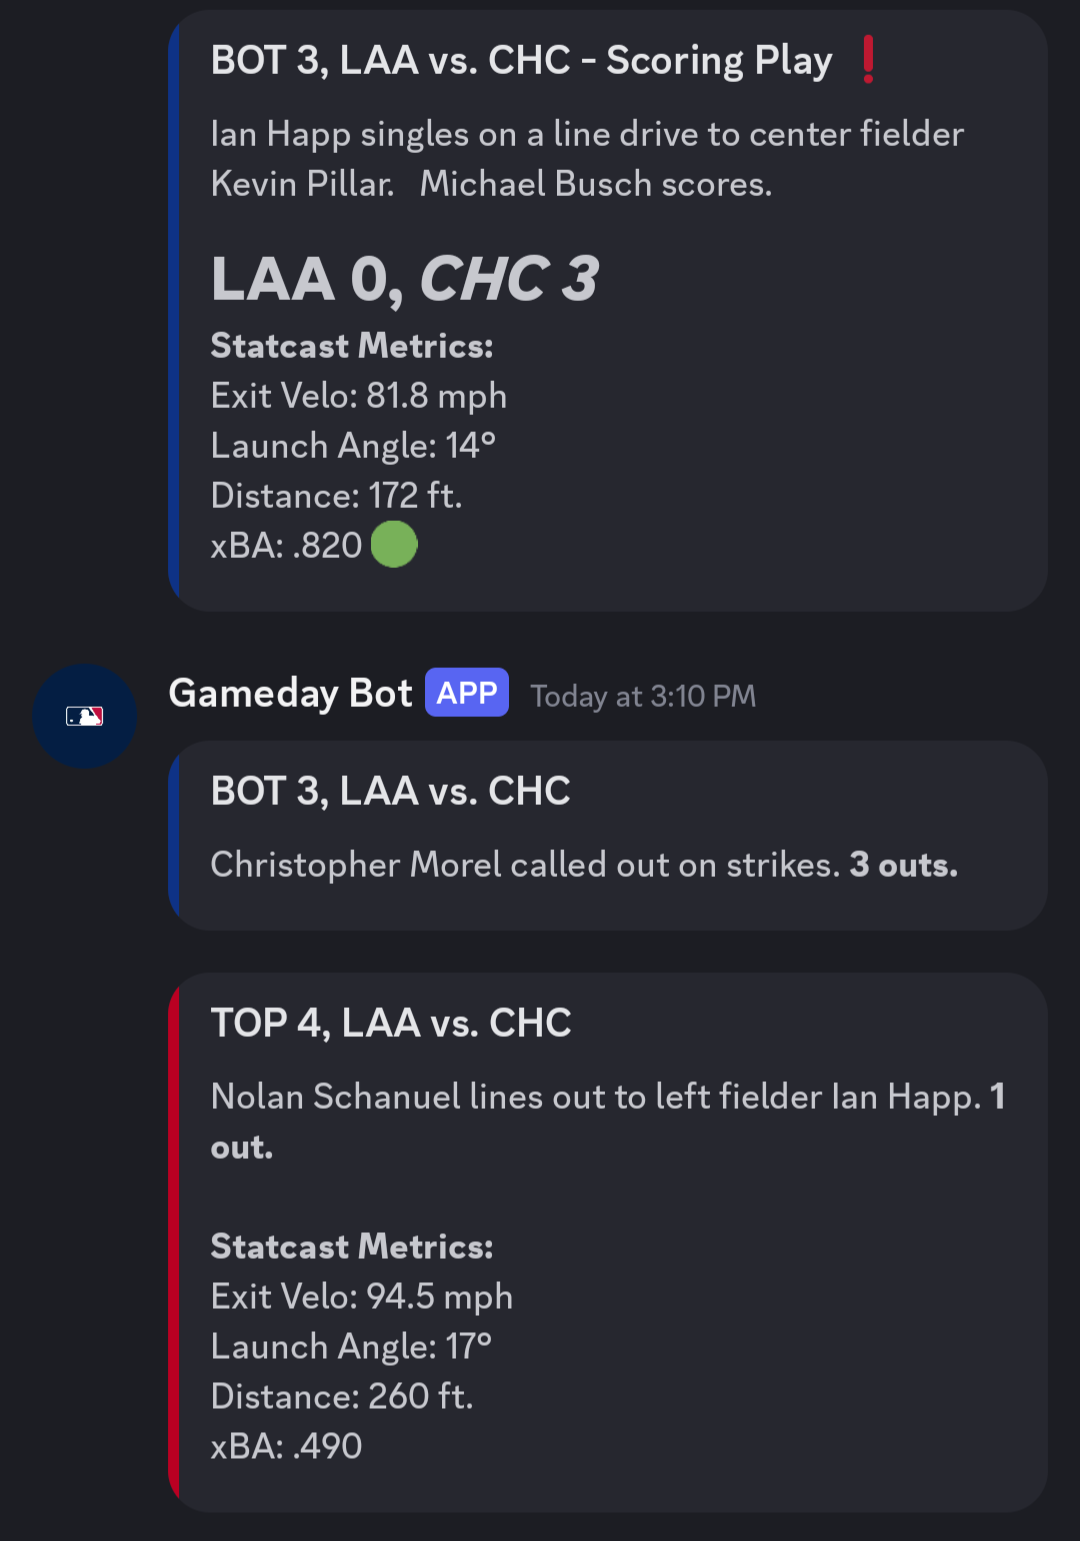 BOT 3, LAA vs. CHC - Scoring Play ❗
Ian Happ singles on a line drive to center fielder
Kevin Pillar.   Michael Busch scores.
LAA 0, CHC 3
Statcast Metrics:
Exit Velo: 81.8 mph
Launch Angle: 14°
Distance: 172 ft.
xBA: .820 🟢
Gameday Bot APP Today at 3:10 PM
BOT 3, LAA vs. CHC
Christopher Morel called out on strikes. 3 outs.
TOP 4, LAA vs. CHC
Nolan Schanuel lines out to left fielder Ian Happ. 1
out.
Statcast Metrics:
Exit Velo: 94.5 mph
Launch Angle: 17°
Distance: 260 ft.
xBA: .490